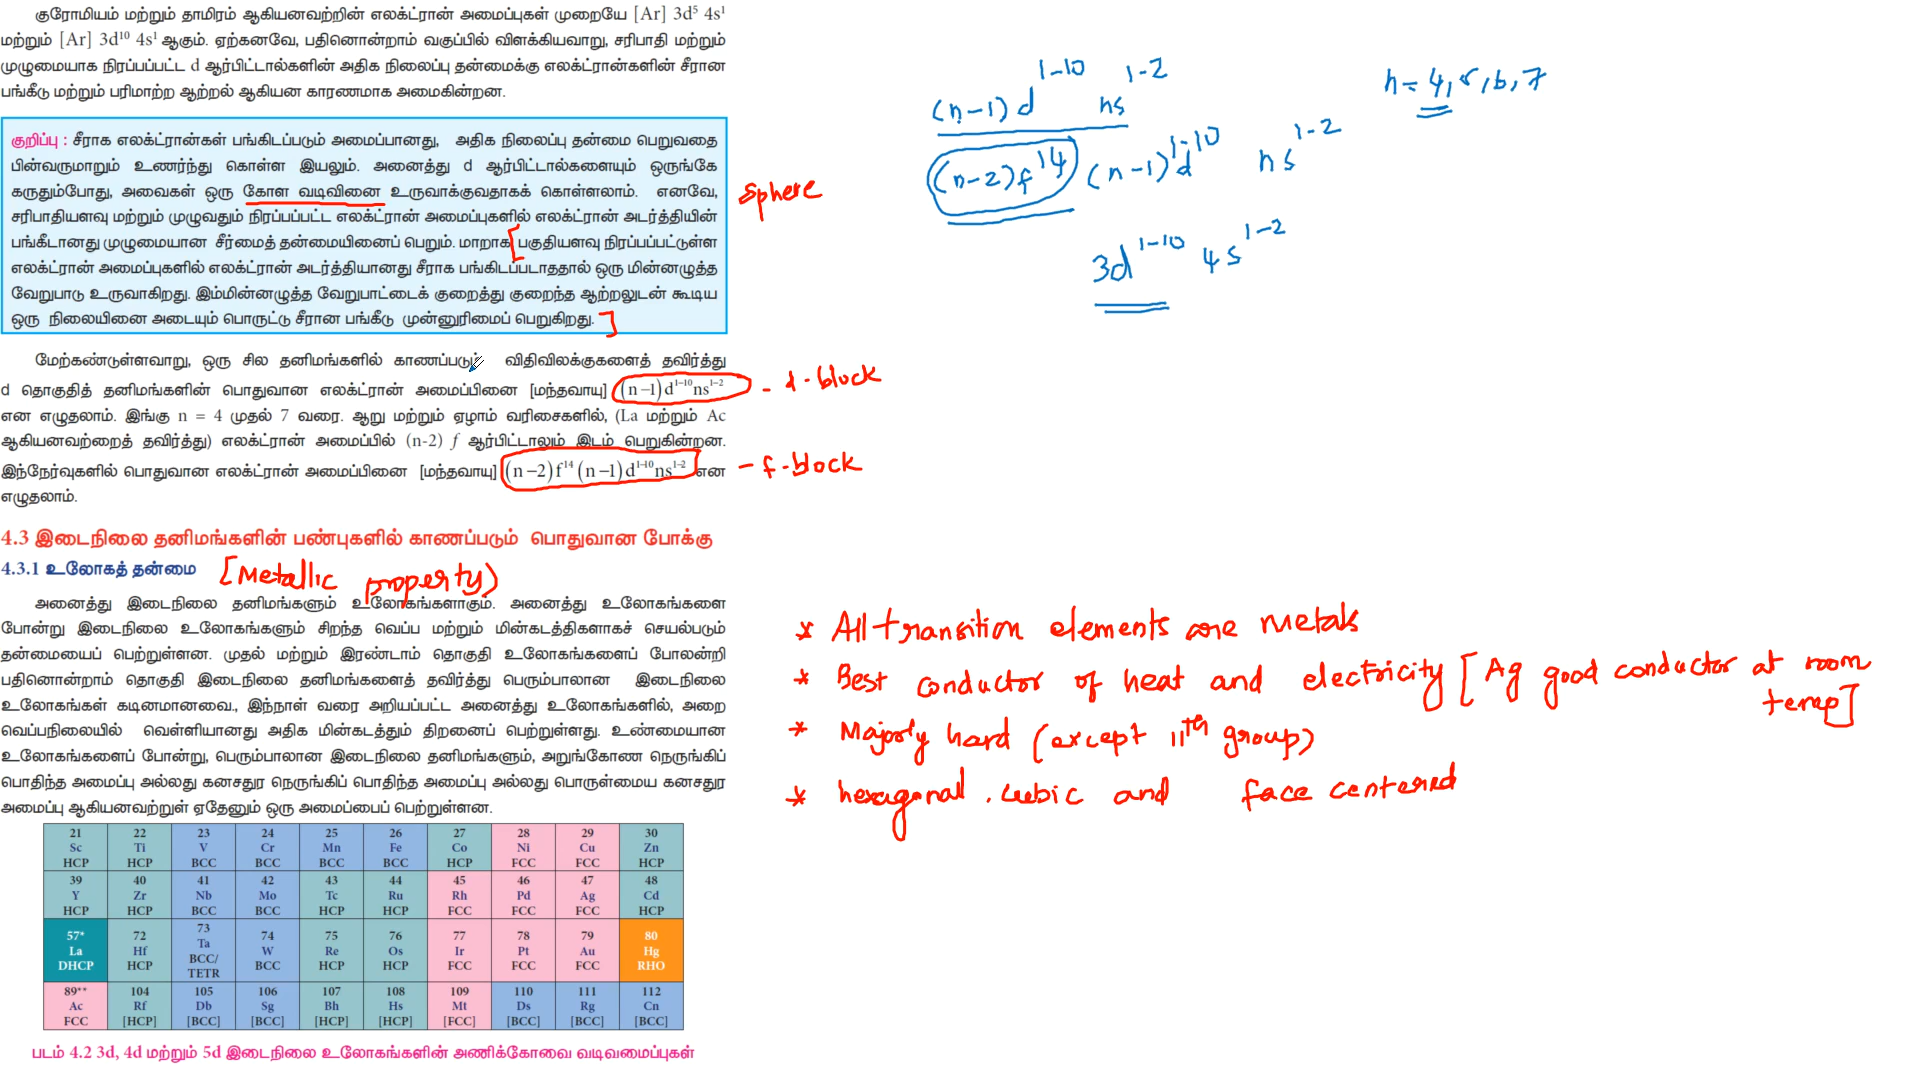 குரோமியம் மற்றும் தாமிரம் ஆகியனவற்றின் எலக்ட்ரான் அமைப்புகள் முறையே [Ar] 3d⁵ 4s¹
மற்றும் [Ar] 3d¹⁰ 4s¹ ஆகும். ஏற்கனவே, பதினொன்றாம் வகுப்பில் விளக்கியவாறு, சரிபாதி மற்றும்
முழுமையாக நிரப்பப்பட்ட d ஆர்பிட்டால்களின் அதிக நிலைப்பு தன்மைக்கு எலக்ட்ரான்களின் சீரான
பங்கீடு மற்றும் பரிமாற்ற ஆற்றல் ஆகியன காரணமாக அமைகின்றன.
(n-1)d¹⁻¹⁰ ns¹⁻²
n = 4, 5, 6, 7
(n-2)f¹⁴ (n-1)d¹⁻¹⁰ ns¹⁻²
3d¹⁻¹⁰ 4s¹⁻²
குறிப்பு : சீராக எலக்ட்ரான்கள் பங்கிடப்படும் அமைப்பானது, அதிக நிலைப்பு தன்மை பெறுவதை
பின்வருமாறும் உணர்ந்து கொள்ள இயலும். அனைத்து d ஆர்பிட்டால்களையும் ஒருங்கே
கருதும்போது, அவைகள் ஒரு கோள வடிவினை உருவாக்குவதாகக் கொள்ளலாம். எனவே,
சரிபாதியளவு மற்றும் முழுவதும் நிரப்பப்பட்ட எலக்ட்ரான் அமைப்புகளில் எலக்ட்ரான் அடர்த்தியின்
பங்கீடானது முழுமையான சீர்மைத் தன்மையினைப் பெறும். மாறாக பகுதியளவு நிரப்பப்பட்டுள்ள
எலக்ட்ரான் அமைப்புகளில் எலக்ட்ரான் அடர்த்தியானது சீராக பங்கிடப்படாததால் ஒரு மின்னழுத்த
வேறுபாடு உருவாகிறது. இம்மின்னழுத்த வேறுபாட்டைக் குறைத்து குறைந்த ஆற்றலுடன் கூடிய
ஒரு நிலையினை அடையும் பொருட்டு சீரான பங்கீடு முன்னுரிமைப் பெறுகிறது.
Sphere
மேற்கண்டுள்ளவாறு, ஒரு சில தனிமங்களில் காணப்படும் விதிவிலக்குகளைத் தவிர்த்து
d தொகுதித் தனிமங்களின் பொதுவான எலக்ட்ரான் அமைப்பினை [மந்தவாயு] (n−1)d¹⁻¹⁰ns¹⁻² - d-block
என எழுதலாம். இங்கு n = 4 முதல் 7 வரை. ஆறு மற்றும் ஏழாம் வரிசைகளில், (La மற்றும் Ac
ஆகியனவற்றைத் தவிர்த்து) எலக்ட்ரான் அமைப்பில் (n-2) f ஆர்பிட்டாலும் இடம் பெறுகின்றன.
இந்நேர்வுகளில் பொதுவான எலக்ட்ரான் அமைப்பினை [மந்தவாயு] (n−2)f¹⁴(n−1)d¹⁻¹⁰ns¹⁻² என - f-block
எழுதலாம்.
4.3 இடைநிலை தனிமங்களின் பண்புகளில் காணப்படும் பொதுவான போக்கு
4.3.1 உலோகத் தன்மை [Metallic property)
அனைத்து இடைநிலை தனிமங்களும் உலோகங்களாகும். அனைத்து உலோகங்களை
போன்று இடைநிலை உலோகங்களும் சிறந்த வெப்ப மற்றும் மின்கடத்திகளாகச் செயல்படும்
தன்மையைப் பெற்றுள்ளன. முதல் மற்றும் இரண்டாம் தொகுதி உலோகங்களைப் போலன்றி
பதினொன்றாம் தொகுதி இடைநிலை தனிமங்களைத் தவிர்த்து பெரும்பாலான இடைநிலை
உலோகங்கள் கடினமானவை., இந்நாள் வரை அறியப்பட்ட அனைத்து உலோகங்களில், அறை
வெப்பநிலையில் வெள்ளியானது அதிக மின்கடத்தும் திறனைப் பெற்றுள்ளது. உண்மையான
உலோகங்களைப் போன்று, பெரும்பாலான இடைநிலை தனிமங்களும், அறுங்கோண நெருங்கிப்
பொதிந்த அமைப்பு அல்லது கனசதுர நெருங்கிப் பொதிந்த அமைப்பு அல்லது பொருள்மைய கனசதுர
அமைப்பு ஆகியனவற்றுள் ஏதேனும் ஒரு அமைப்பைப் பெற்றுள்ளன.
* All transition elements are metals
* Best conductor of heat and electricity [Ag good conductor at room
temp]
* Majorly hard (except 11th group)
* hexagonal, cubic and face centered
21 22 23 24 25 26 27 28 29 30
Sc Ti V Cr Mn Fe Co Ni Cu Zn
HCP HCP BCC BCC BCC BCC HCP FCC FCC HCP
39 40 41 42 43 44 45 46 47 48
Y Zr Nb Mo Tc Ru Rh Pd Ag Cd
HCP HCP BCC BCC HCP HCP FCC FCC FCC HCP
57* 72 73 74 75 76 77 78 79 80
La Hf Ta W Re Os Ir Pt Au Hg
DHCP HCP BCC/TETR BCC HCP HCP FCC FCC FCC RHO
89** 104 105 106 107 108 109 110 111 112
Ac Rf Db Sg Bh Hs Mt Ds Rg Cn
FCC [HCP] [BCC] [BCC] [HCP] [HCP] [FCC] [BCC] [BCC] [BCC]
படம் 4.2 3d, 4d மற்றும் 5d இடைநிலை உலோகங்களின் அணிக்கோவை வடிவமைப்புகள்